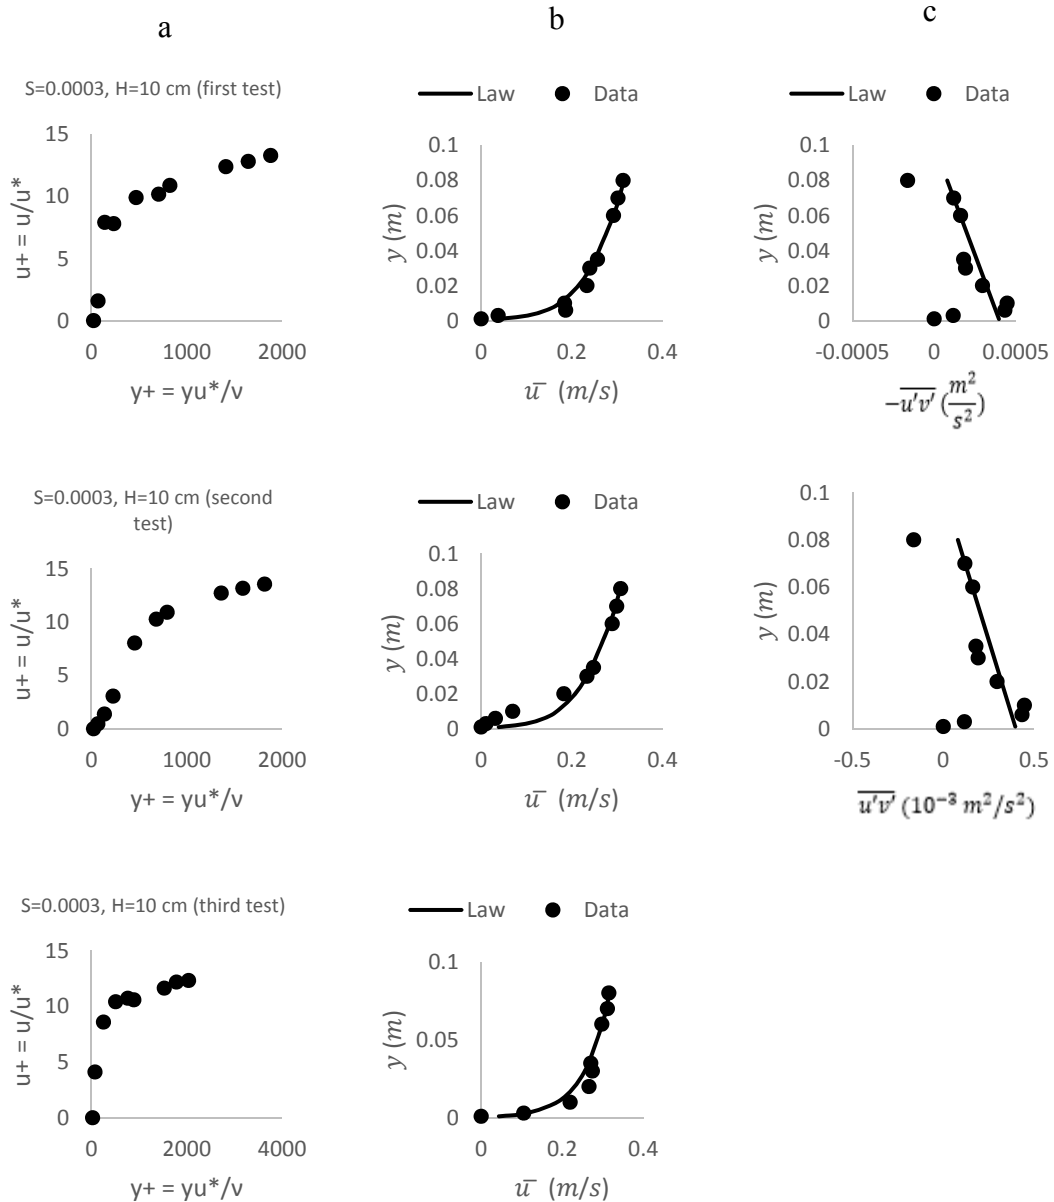 a
b
c
S=0.0003, H=10 cm (first test)
Law Data
Law Data
15
10
5
0
0 1000 2000
u+ = u/u*
y+ = yu*/ν
0.1
0.08
0.06
0.04
0.02
0
0 0.2 0.4
y (m)
u̅ (m/s)
0.1
0.08
0.06
0.04
0.02
0
-0.0005 0 0.0005
y (m)
−u'v' (m²/s²)
S=0.0003, H=10 cm (second
test)
Law Data
15
10
5
0
0 1000 2000
u+ = u/u*
y+ = yu*/ν
0.1
0.08
0.06
0.04
0.02
0
0 0.2 0.4
y (m)
u̅ (m/s)
0.1
0.08
0.06
0.04
0.02
0
-0.5 0 0.5
y (m)
u'v' (10⁻³ m²/s²)
S=0.0003, H=10 cm (third test)
Law Data
15
10
5
0
0 2000 4000
u+ = u/u*
y+ = yu*/ν
0.1
0.05
0
0 0.2 0.4
y (m)
u̅ (m/s)